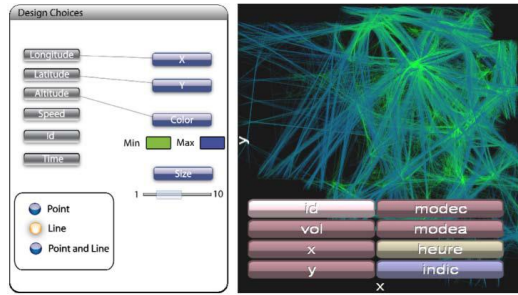 Design Choices
Longitude
X
Latitude
Y
Altitude
Speed
Color
Id
Min
Max
Time
Size
1
10
Point
Line
Point and Line
y
id
modec
vol
modea
x
heure
y
indic
x